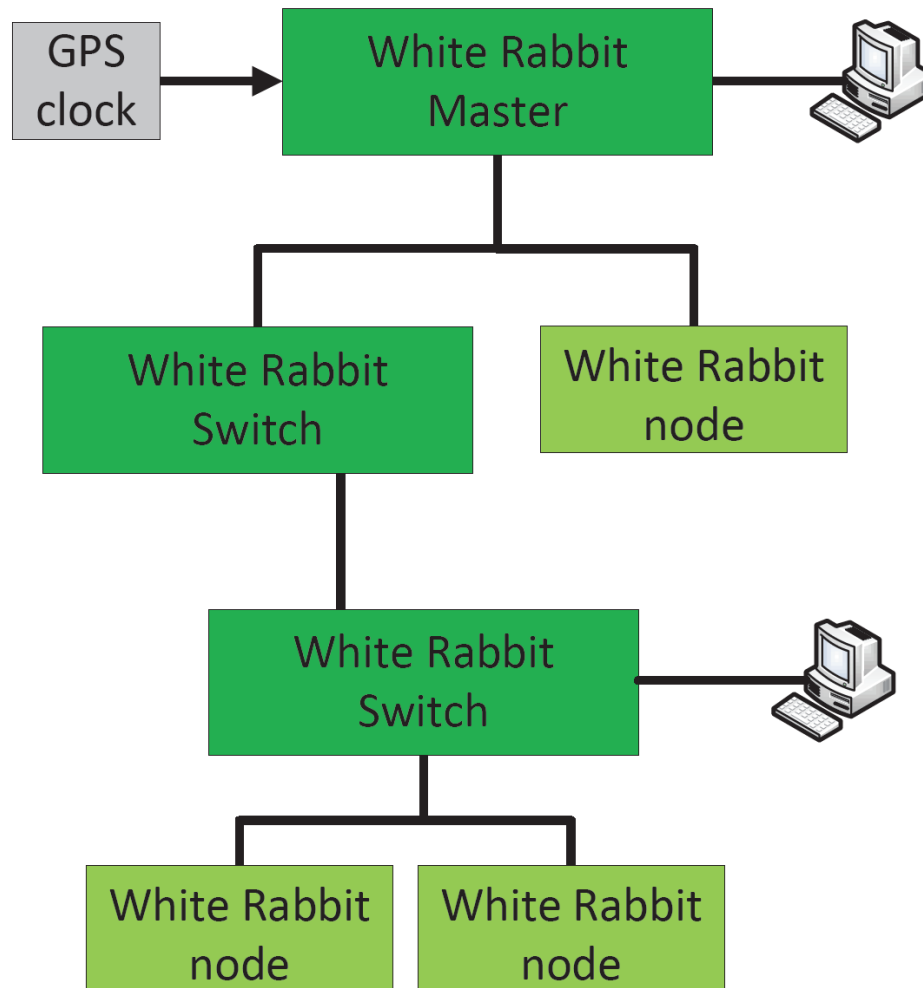 GPS
clock
White Rabbit
Master
White Rabbit
Switch
White Rabbit
node
White Rabbit
Switch
White Rabbit
node
White Rabbit
node